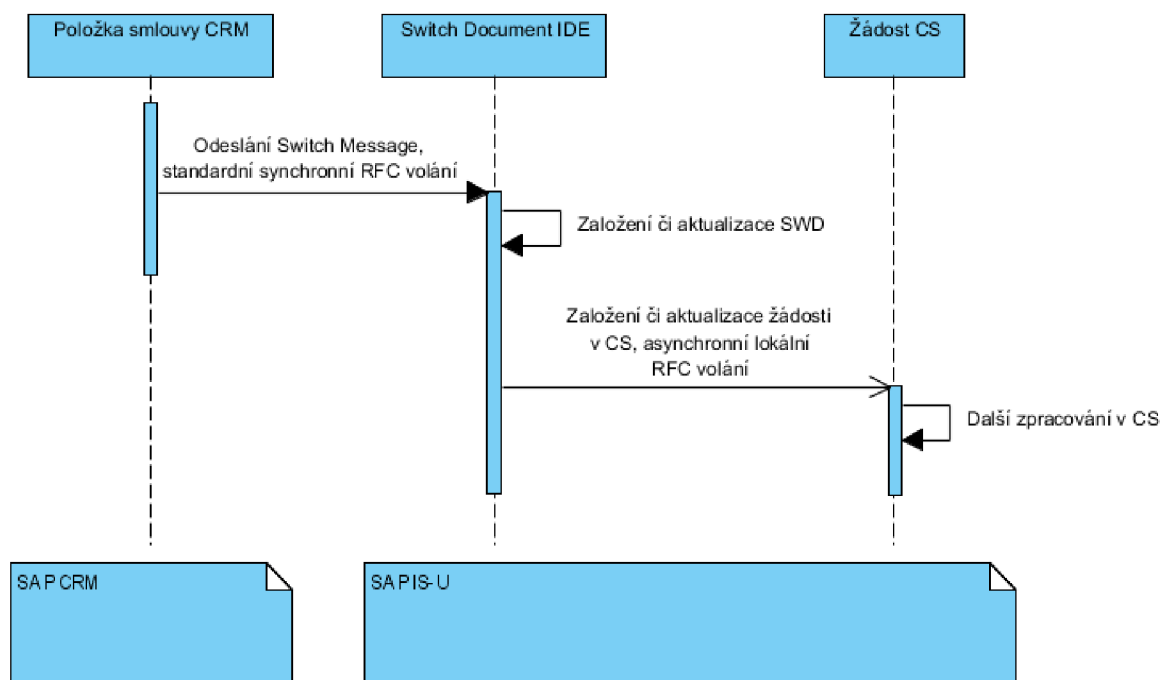 Položka smlouvy CRM
Switch Document IDE
Žádost CS
Odeslání Switch Message,
standardní synchronní RFC volání
Založení či aktualizace SWD
Založení či aktualizace žádosti
v CS, asynchronní lokální
RFC volání
Další zpracování v CS
SAP CRM
SAP IS-U